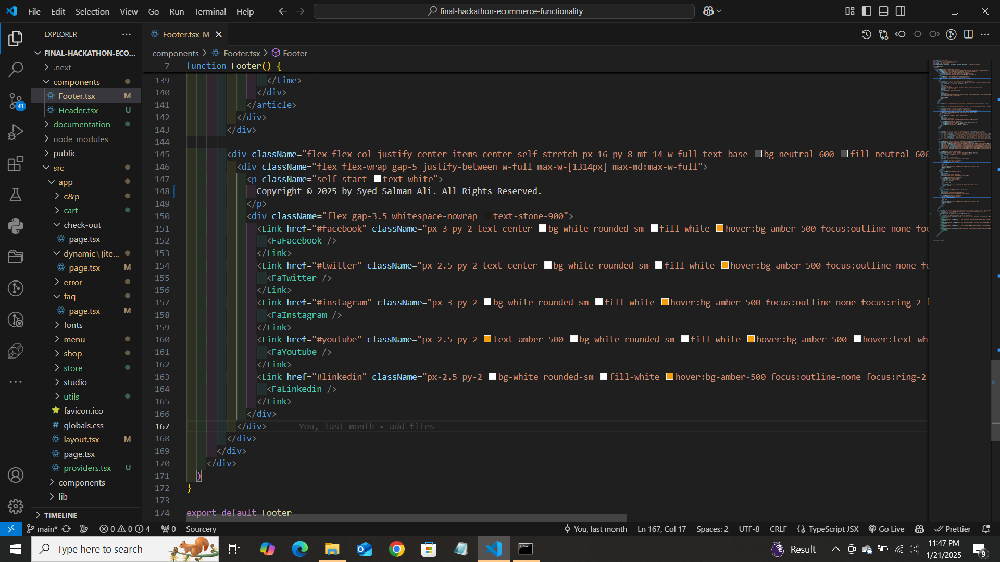 File Edit Selection View Go Run Terminal Help
final-hackathon-ecommerce-functionality
EXPLORER
FINAL-HACKATHON-ECO...
.next
components
Footer.tsx M
Header.tsx U
documentation
node_modules
public
src
app
c&p
cart
check-out
page.tsx
dynamic\[ite...
page.tsx M
error
faq
page.tsx M
fonts
menu
shop
store
studio
utils
favicon.ico
globals.css
layout.tsx M
page.tsx
providers.tsx U
components
lib
TIMELINE
41
Footer.tsx M
components > Footer.tsx > Footer
7 function Footer() {
139 </time>
140 </div>
141 </article>
142 </div>
143 </div>
144
145 <div className="flex flex-col justify-center items-center self-stretch px-16 py-8 mt-14 w-full text-base bg-neutral-600 fill-neutral-600
146 <div className="flex flex-wrap gap-5 justify-between w-full max-w-[1314px] max-md:max-w-full">
147 <p className="self-start text-white">
148 Copyright © 2025 by Syed Salman Ali. All Rights Reserved.
149 </p>
150 <div className="flex gap-3.5 whitespace-nowrap text-stone-900">
151 <Link href="#facebook" className="px-3 py-2 text-center bg-white rounded-sm fill-white hover:bg-amber-500 focus:outline-none foc
152 <FaFacebook />
153 </Link>
154 <Link href="#twitter" className="px-2.5 py-2 text-center bg-white rounded-sm fill-white hover:bg-amber-500 focus:outline-none fo
155 <FaTwitter />
156 </Link>
157 <Link href="#instagram" className="px-3 py-2 bg-white rounded-sm fill-white hover:bg-amber-500 focus:outline-none focus:ring-2
158 <FaInstagram />
159 </Link>
160 <Link href="#youtube" className="px-2.5 py-2 text-amber-500 bg-white rounded-sm fill-white hover:bg-amber-500 hover:text-wh
161 <FaYoutube />
162 </Link>
163 <Link href="#linkedin" className="px-2.5 py-2 bg-white rounded-sm fill-white hover:bg-amber-500 focus:outline-none focus:ring-2
164 <FaLinkedin />
165 </Link>
166 </div>
167 </div> You, last month • add files
168 </div>
169 </div>
170 </div>
171 )
172 }
173
174 export default Footer
main* 0 0 4 0 Sourcery You, last month Ln 167, Col 17 Spaces: 2 UTF-8 CRLF TypeScript JSX Go Live Prettier
Type here to search Result 11:47 PM
1/21/2025
9